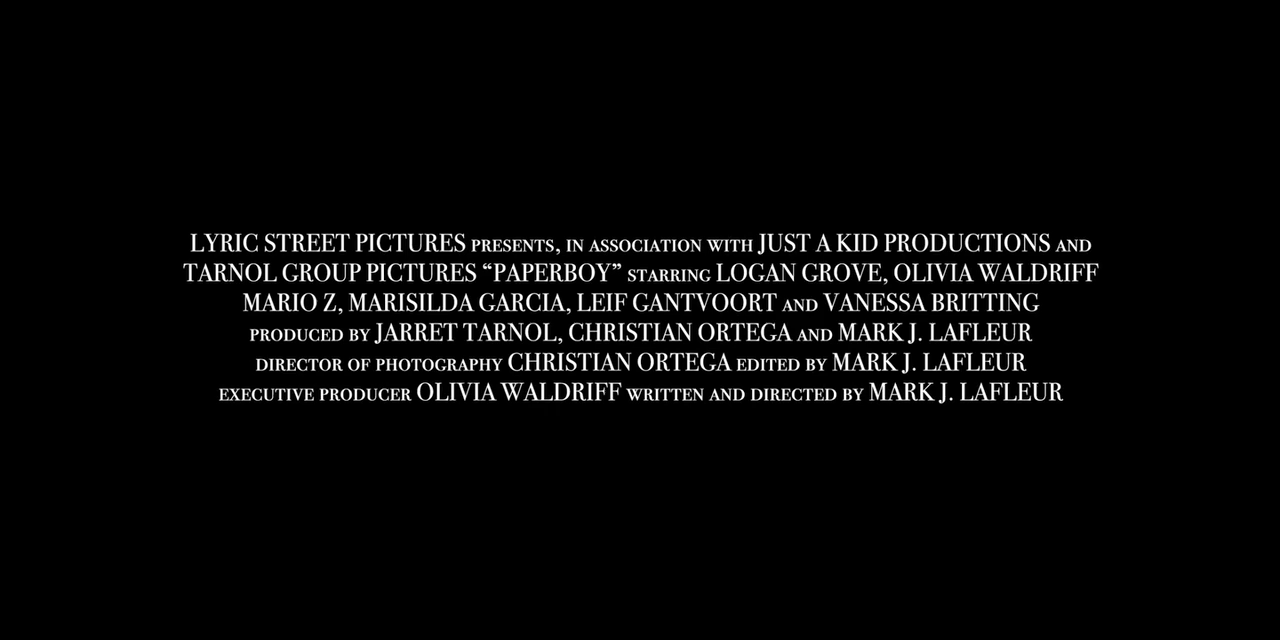 LYRIC STREET PICTURES PRESENTS, IN ASSOCIATION WITH JUST A KID PRODUCTIONS AND
TARNOL GROUP PICTURES “PAPERBOY” STARRING LOGAN GROVE, OLIVIA WALDRIFF
MARIO Z, MARISILDA GARCIA, LEIF GANTVOORT AND VANESSA BRITTING
PRODUCED BY JARRET TARNOL, CHRISTIAN ORTEGA AND MARK J. LAFLEUR
DIRECTOR OF PHOTOGRAPHY CHRISTIAN ORTEGA EDITED BY MARK J. LAFLEUR
EXECUTIVE PRODUCER OLIVIA WALDRIFF WRITTEN AND DIRECTED BY MARK J. LAFLEUR